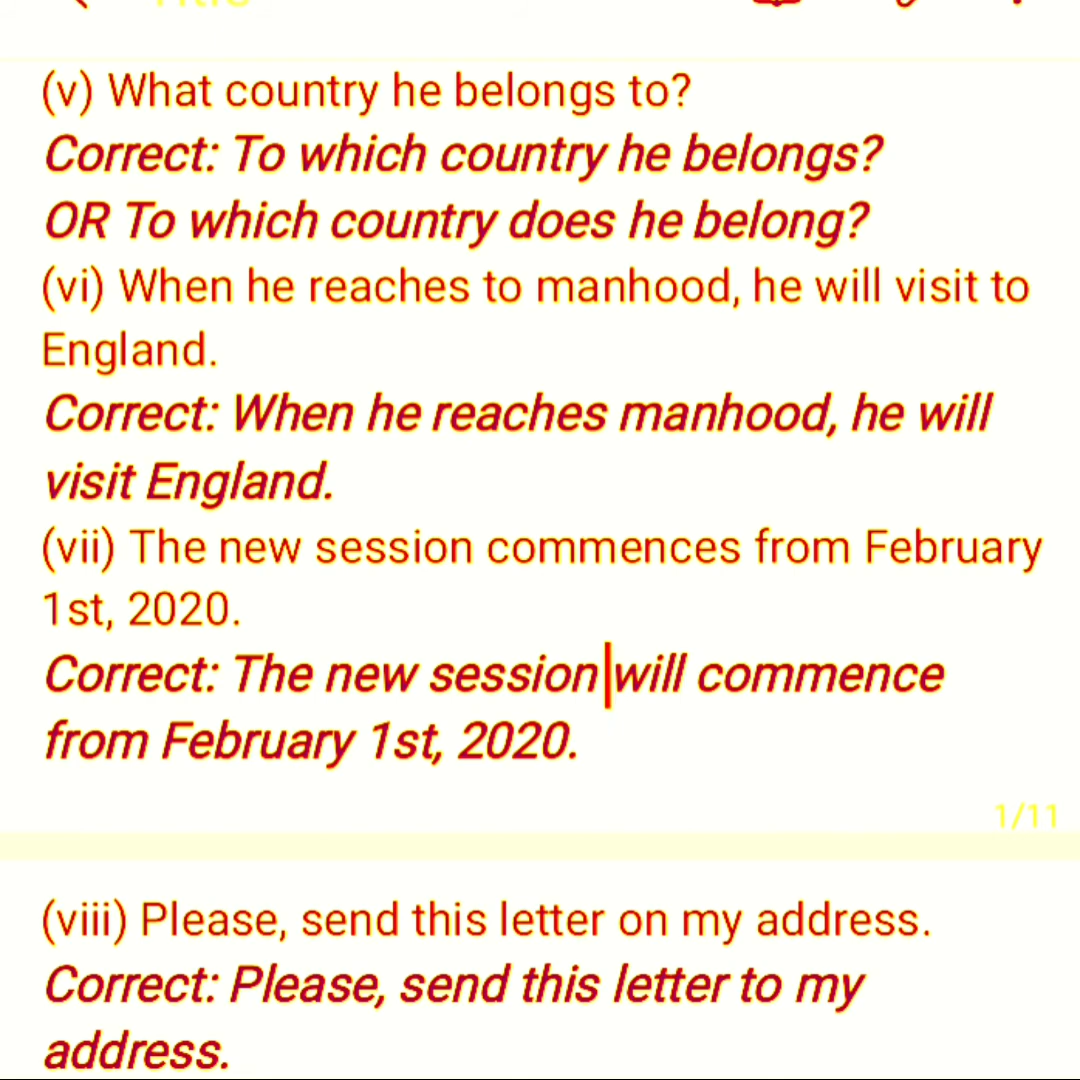 (v) What country he belongs to?
Correct: To which country he belongs?
OR To which country does he belong?
(vi) When he reaches to manhood, he will visit to
England.
Correct: When he reaches manhood, he will
visit England.
(vii) The new session commences from February
1st, 2020.
Correct: The new session will commence
from February 1st, 2020.
1/11
(viii) Please, send this letter on my address.
Correct: Please, send this letter to my
address.